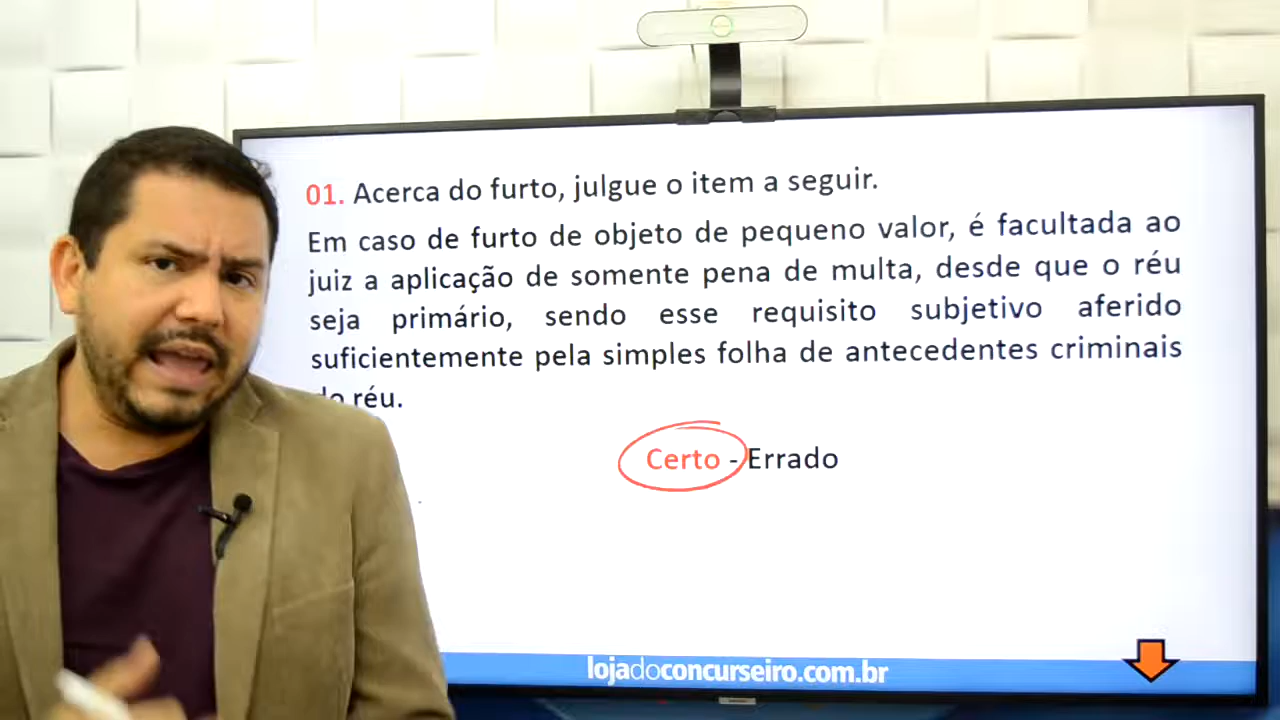 01. Acerca do furto, julgue o item a seguir.
Em caso de furto de objeto de pequeno valor, é facultada ao
juiz a aplicação de somente pena de multa, desde que o réu
seja primário, sendo esse requisito subjetivo aferido
suficientemente pela simples folha de antecedentes criminais
do réu.
Certo - Errado
lojadoconcurseiro.com.br